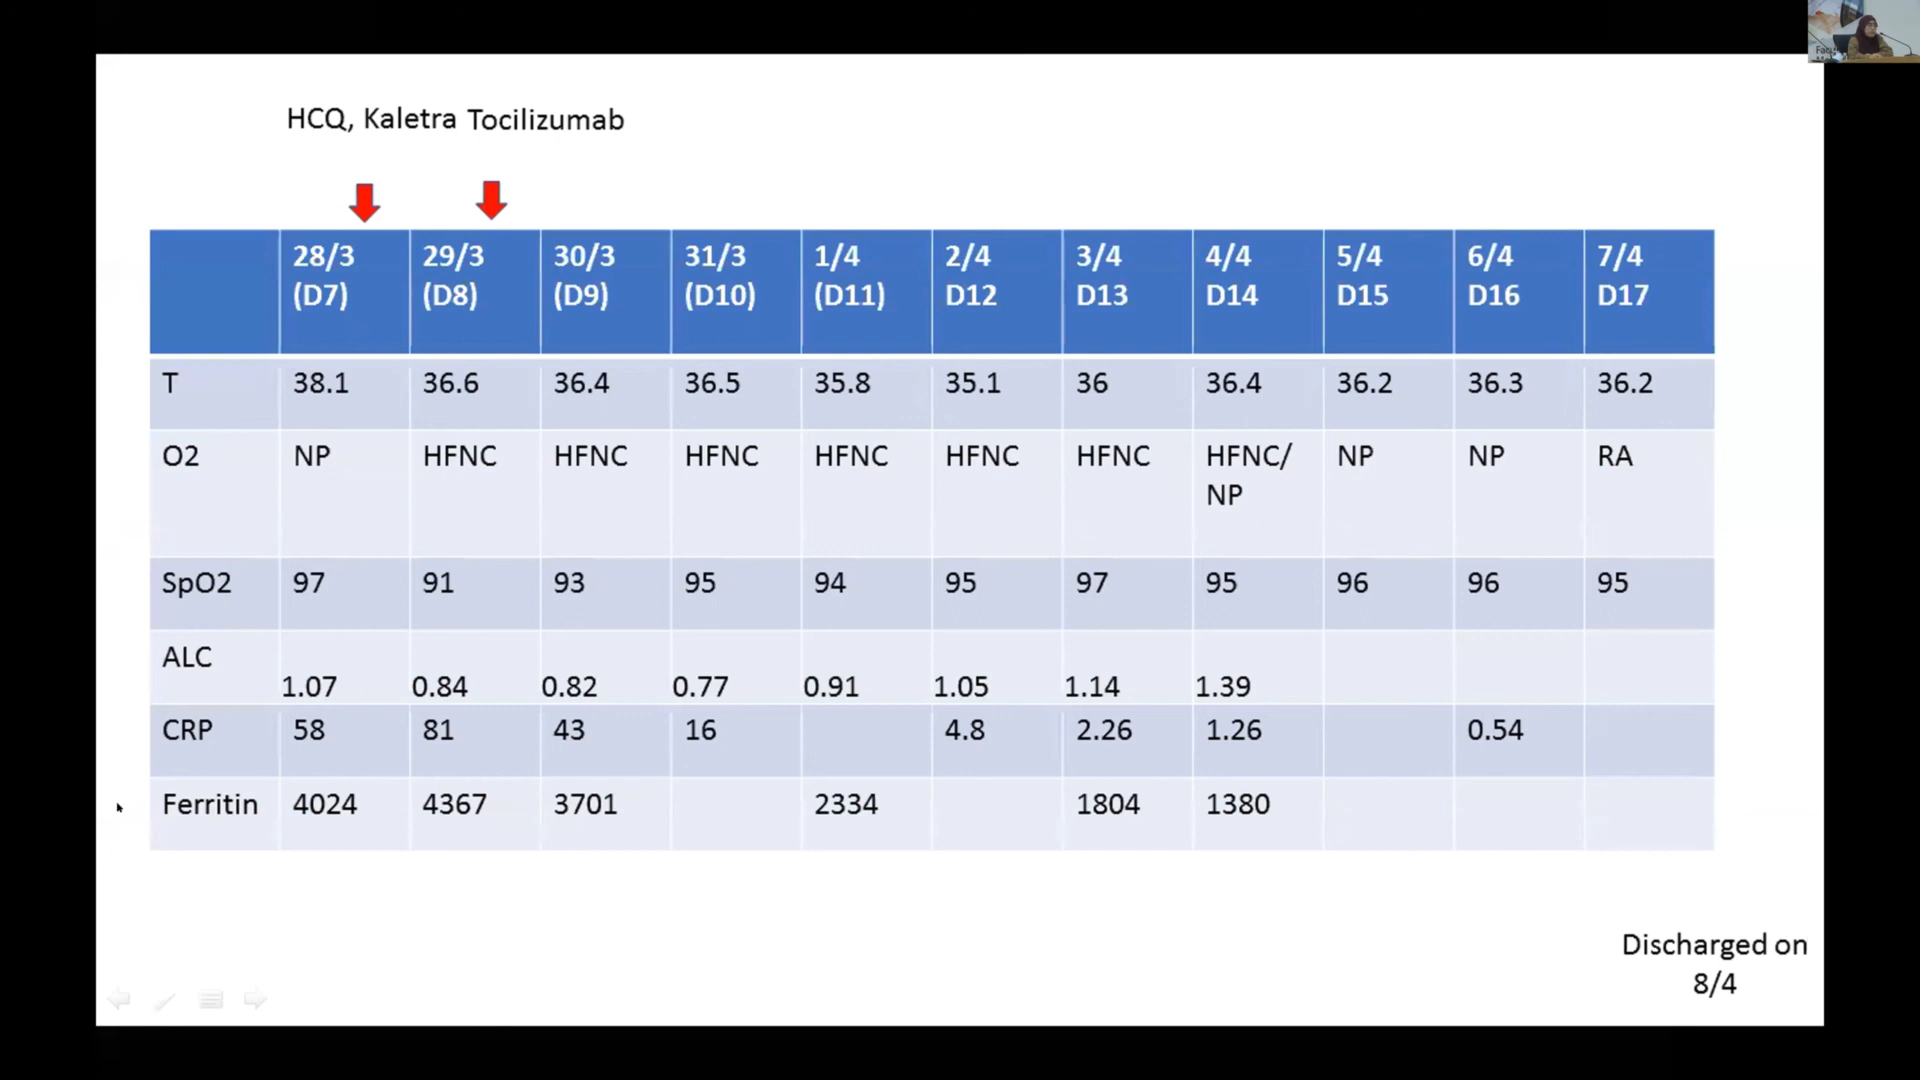 HCQ, Kaletra Tocilizumab
28/3 29/3 30/3 31/3 1/4 2/4 3/4 4/4 5/4 6/4 7/4
(D7) (D8) (D9) (D10) (D11) D12 D13 D14 D15 D16 D17
T 38.1 36.6 36.4 36.5 35.8 35.1 36 36.4 36.2 36.3 36.2
O2 NP HFNC HFNC HFNC HFNC HFNC HFNC HFNC/ NP NP RA
NP
SpO2 97 91 93 95 94 95 97 95 96 96 95
ALC 1.07 0.84 0.82 0.77 0.91 1.05 1.14 1.39
CRP 58 81 43 16 4.8 2.26 1.26 0.54
Ferritin 4024 4367 3701 2334 1804 1380
Discharged on
8/4